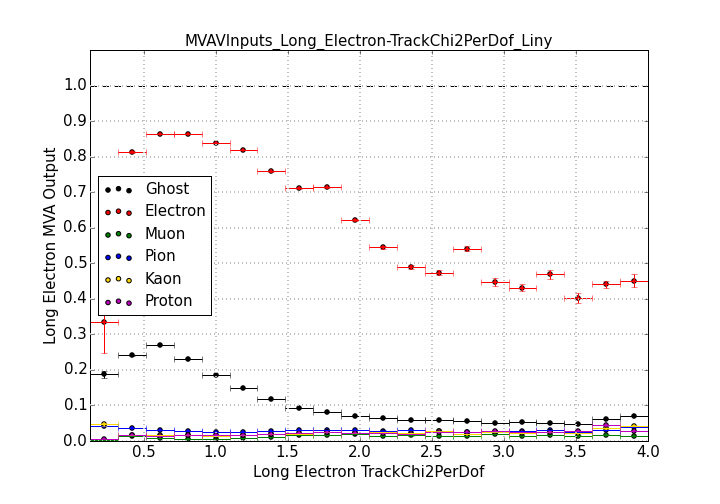 MVAVInputs_Long_Electron-TrackChi2PerDof_Liny
Long Electron MVA Output
1.0
0.9
0.8
0.7
0.6
0.5
0.4
0.3
0.2
0.1
0.0
Ghost
Electron
Muon
Pion
Kaon
Proton
0.5 1.0 1.5 2.0 2.5 3.0 3.5 4.0
Long Electron TrackChi2PerDof